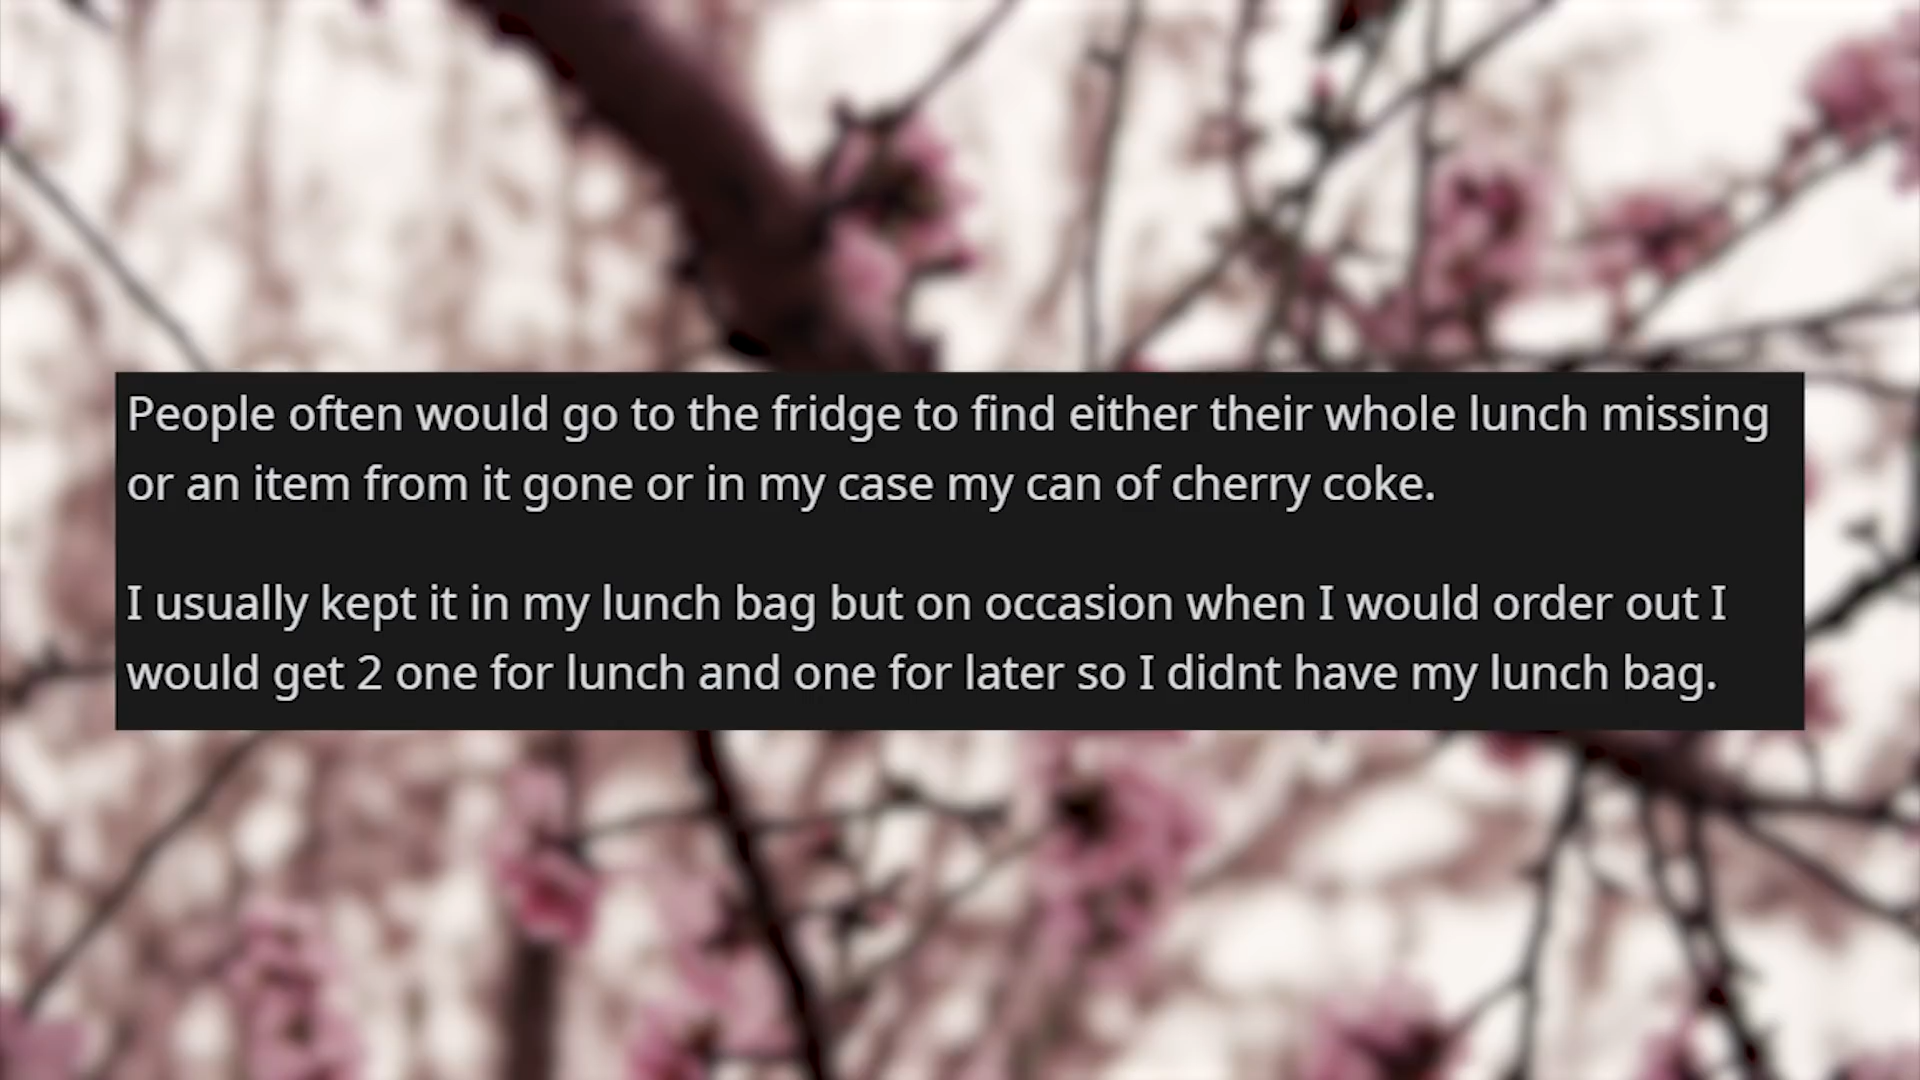 People often would go to the fridge to find either their whole lunch missing
or an item from it gone or in my case my can of cherry coke.
I usually kept it in my lunch bag but on occasion when I would order out I
would get 2 one for lunch and one for later so I didnt have my lunch bag.